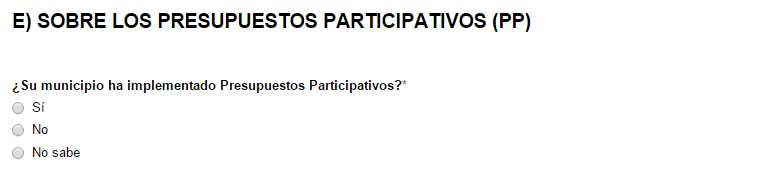 E) SOBRE LOS PRESUPUESTOS PARTICIPATIVOS (PP)
¿Su municipio ha implementado Presupuestos Participativos?*
Sí
No
No sabe